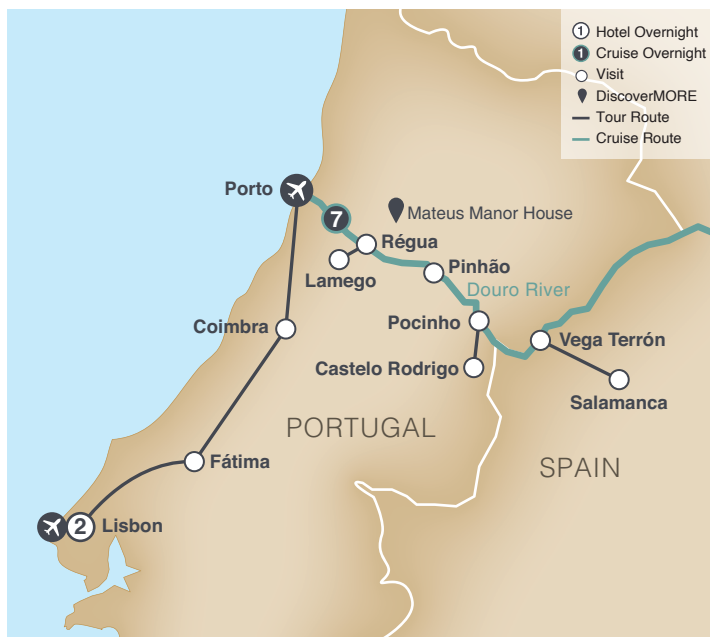 1 Hotel Overnight
1 Cruise Overnight
Visit
DiscoverMORE
Tour Route
Cruise Route
Porto
7
Mateus Manor House
Régua
Lamego
Pinhão
Douro River
Coimbra
Pocinho
Vega Terrón
Castelo Rodrigo
Salamanca
PORTUGAL
Fátima
SPAIN
2 Lisbon